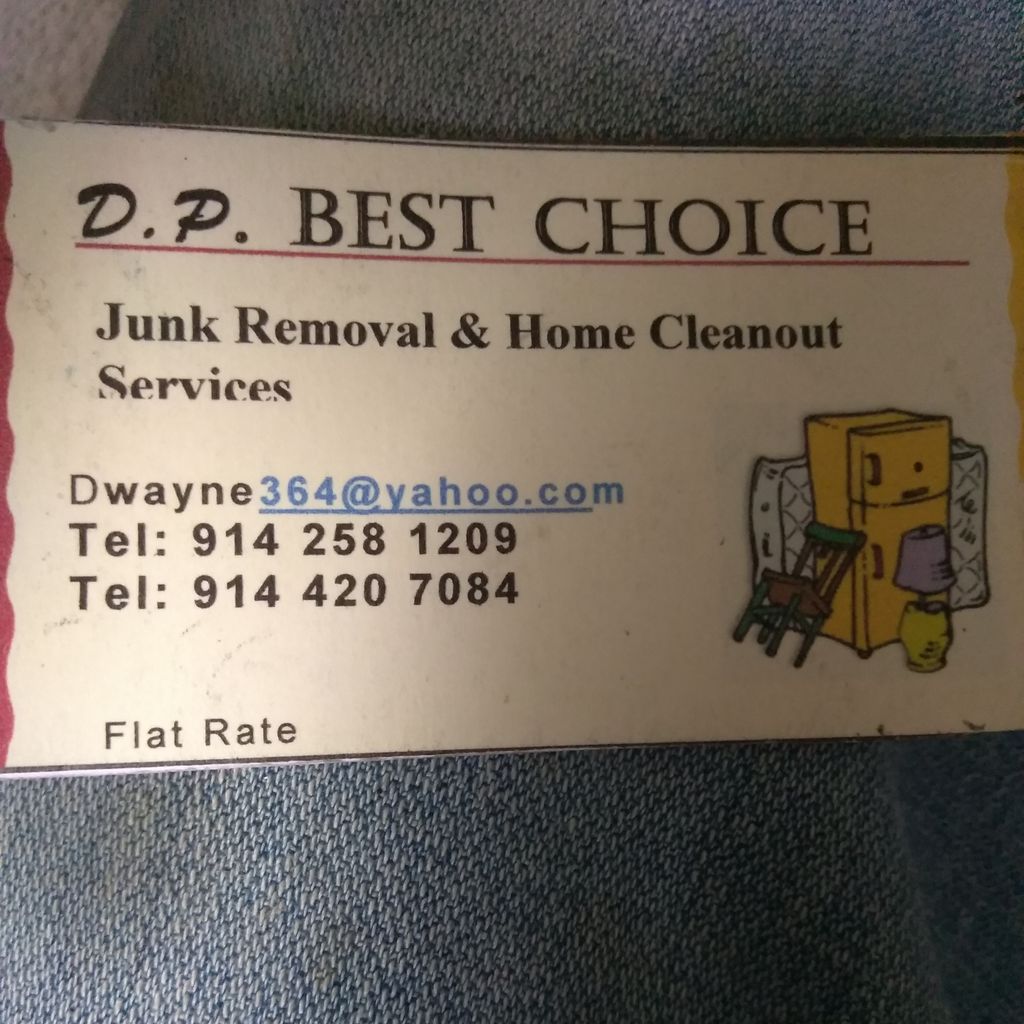 D.P. BEST CHOICE
Junk Removal & Home Cleanout
Services
Dwayne364@yahoo.com
Tel: 914 258 1209
Tel: 914 420 7084
Flat Rate